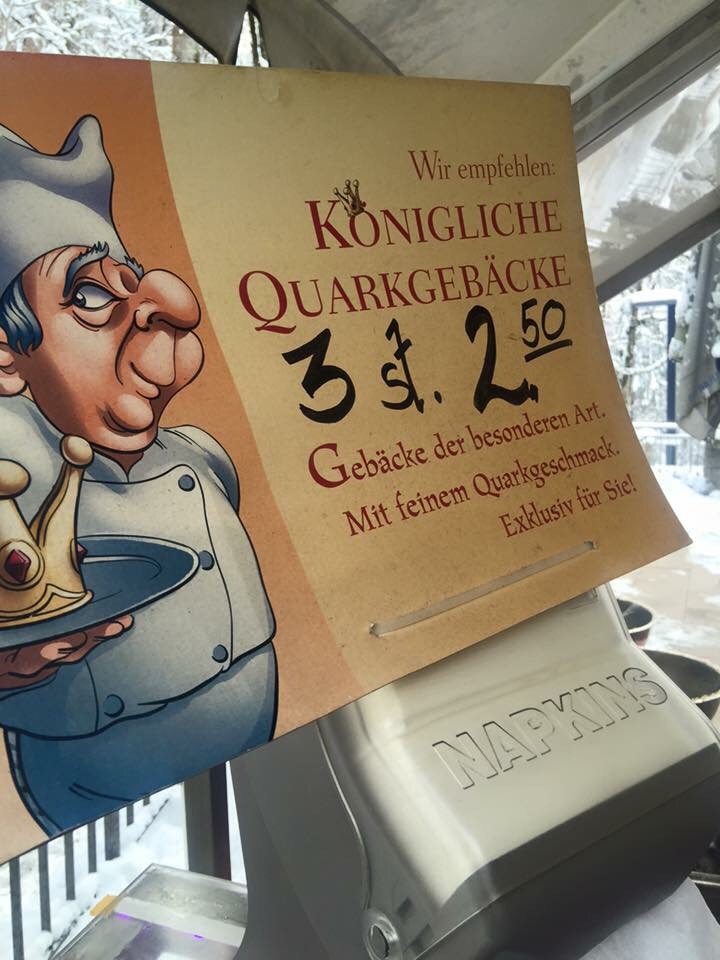 Wir empfehlen:
KÖNIGLICHE
QUARKGEBÄCKE
3 st. 2.50
Gebäcke der besonderen Art.
Mit feinem Quarkgeschmack.
Exklusiv für Sie!
NAPKINS